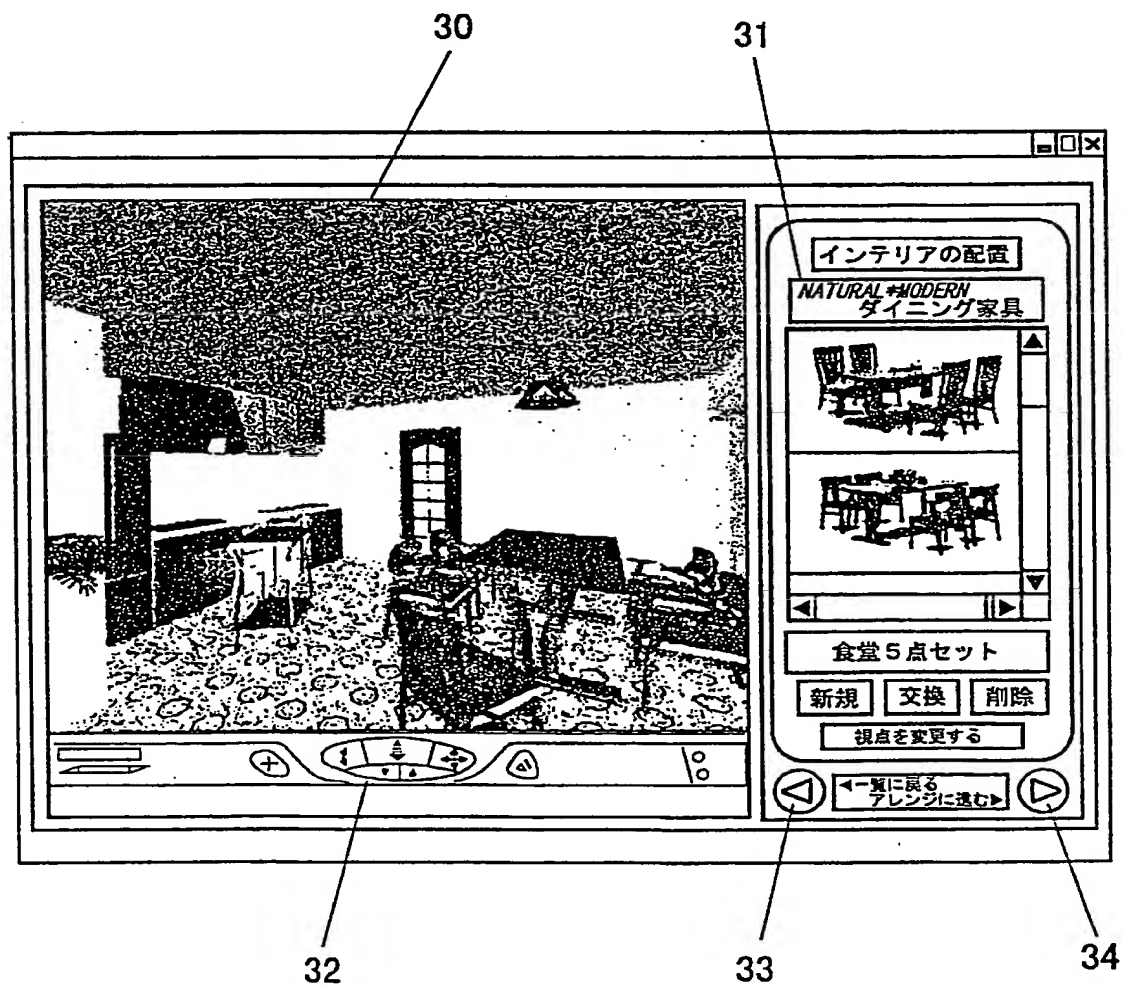 30
31
インテリアの配置
NATURAL*MODERN
ダイニング家具
食堂5点セット
新規 交換 削除
視点を変更する
◀一覧に戻る
アレンジに進む▶
32
33
34